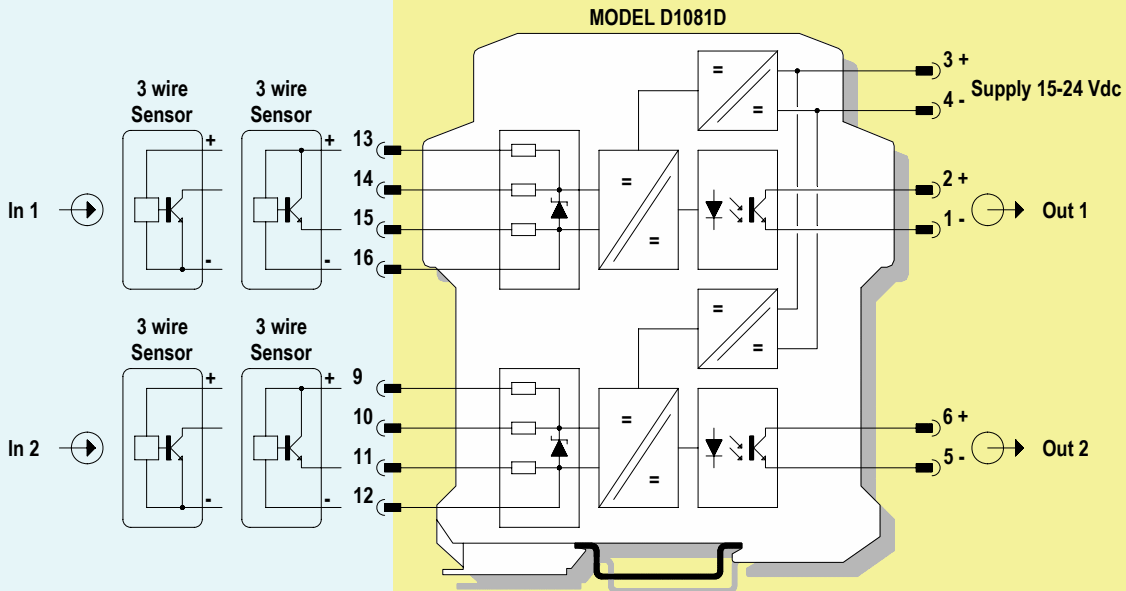 MODEL D1081D
3 +
Supply 15-24 Vdc
4 -
3 wire
Sensor
3 wire
Sensor
+
+
13
14
15
16
-
-
In 1
=
=
=
=
2 +
1 -
Out 1
3 wire
Sensor
3 wire
Sensor
+
+
9
10
11
12
-
-
In 2
=
=
=
=
6 +
5 -
Out 2